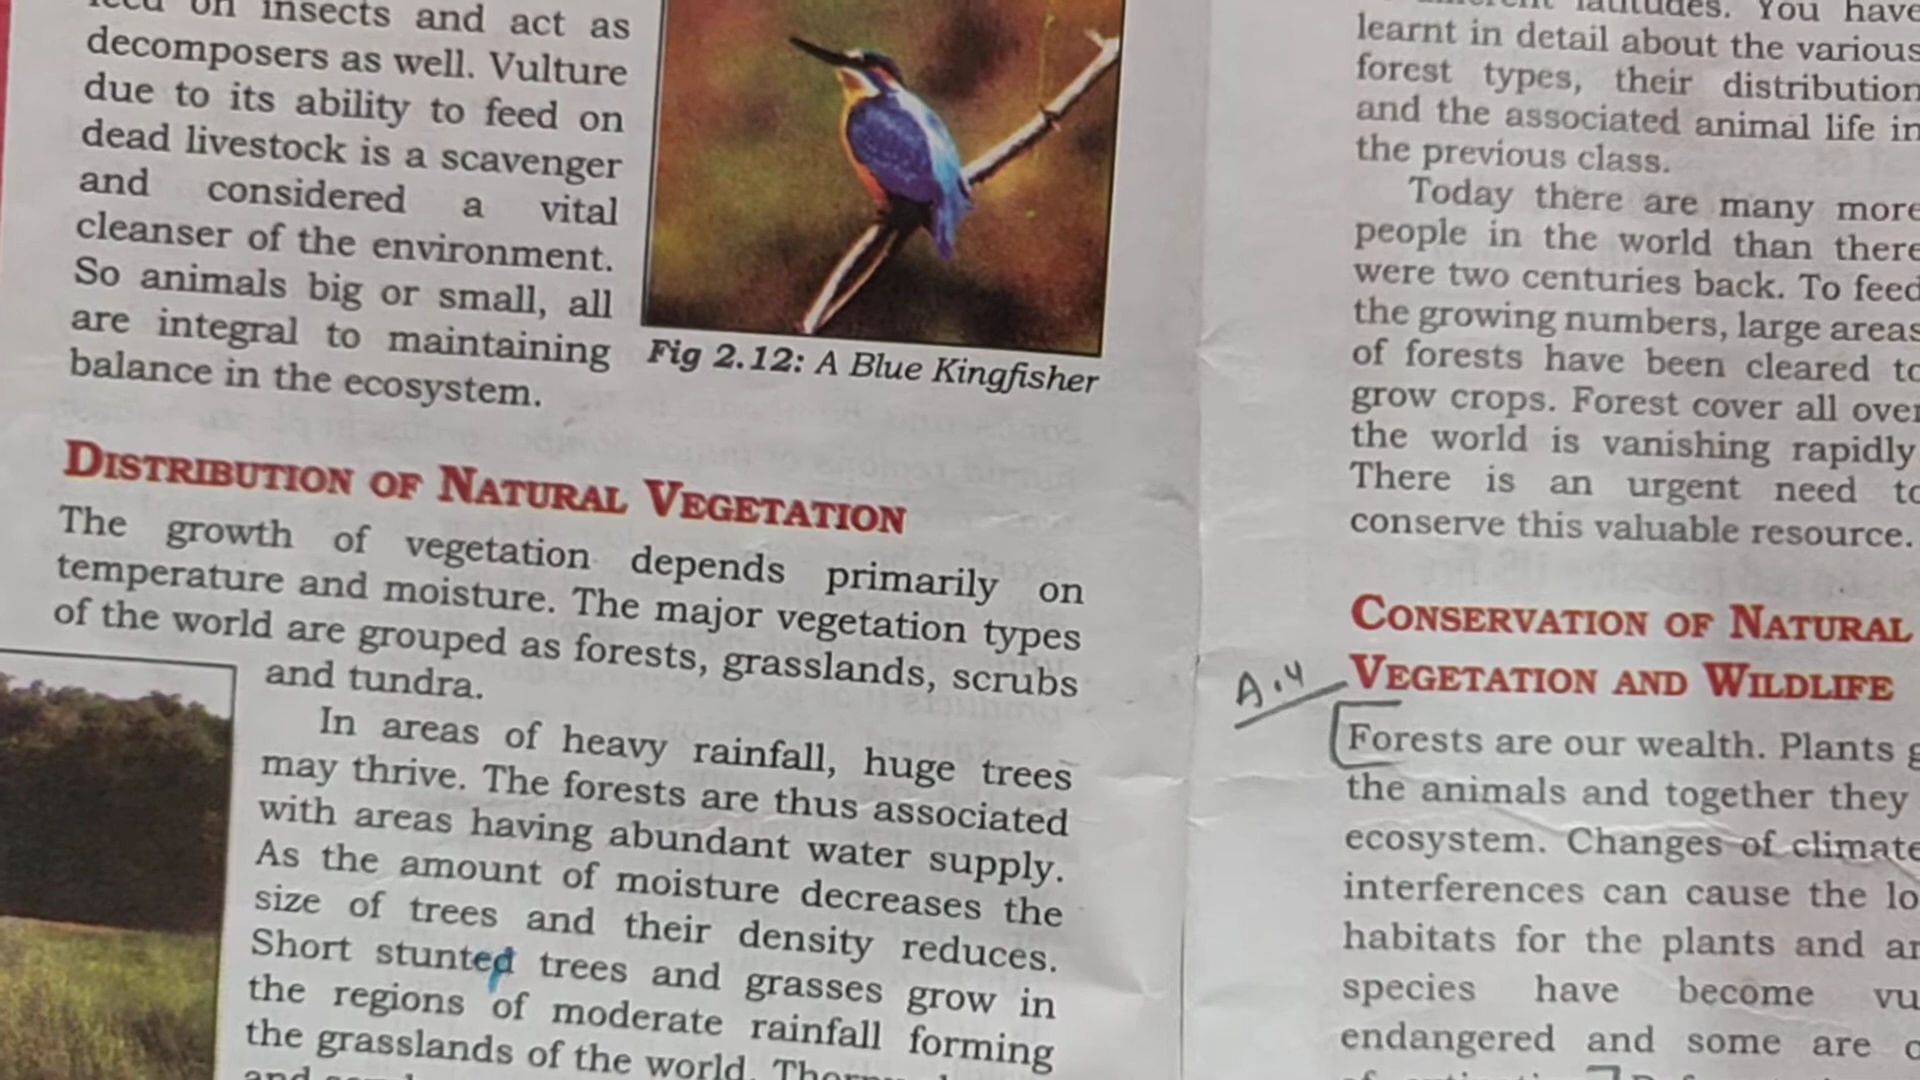 on insects and act as
decomposers as well. Vulture
due to its ability to feed on
dead livestock is a scavenger
and considered a vital
cleanser of the environment.
So animals big or small, all
are integral to maintaining
balance in the ecosystem.
Fig 2.12: A Blue Kingfisher
DISTRIBUTION OF NATURAL VEGETATION
The growth of vegetation depends primarily on
temperature and moisture. The major vegetation types
of the world are grouped as forests, grasslands, scrubs
and tundra.
In areas of heavy rainfall, huge trees
may thrive. The forests are thus associated
with areas having abundant water supply.
As the amount of moisture decreases the
size of trees and their density reduces.
Short stunted trees and grasses grow in
the regions of moderate rainfall forming
the grasslands of the world.
latitudes. You have
learnt in detail about the various
forest types, their distribution
and the associated animal life in
the previous class.
Today there are many more
people in the world than there
were two centuries back. To feed
the growing numbers, large areas
of forests have been cleared to
grow crops. Forest cover all over
the world is vanishing rapidly
There is an urgent need to
conserve this valuable resource.
CONSERVATION OF NATURAL
A.4 VEGETATION AND WILDLIFE
Forests are our wealth. Plants g
the animals and together they
ecosystem. Changes of climate
interferences can cause the lo
habitats for the plants and an
species have become vu
endangered and some are